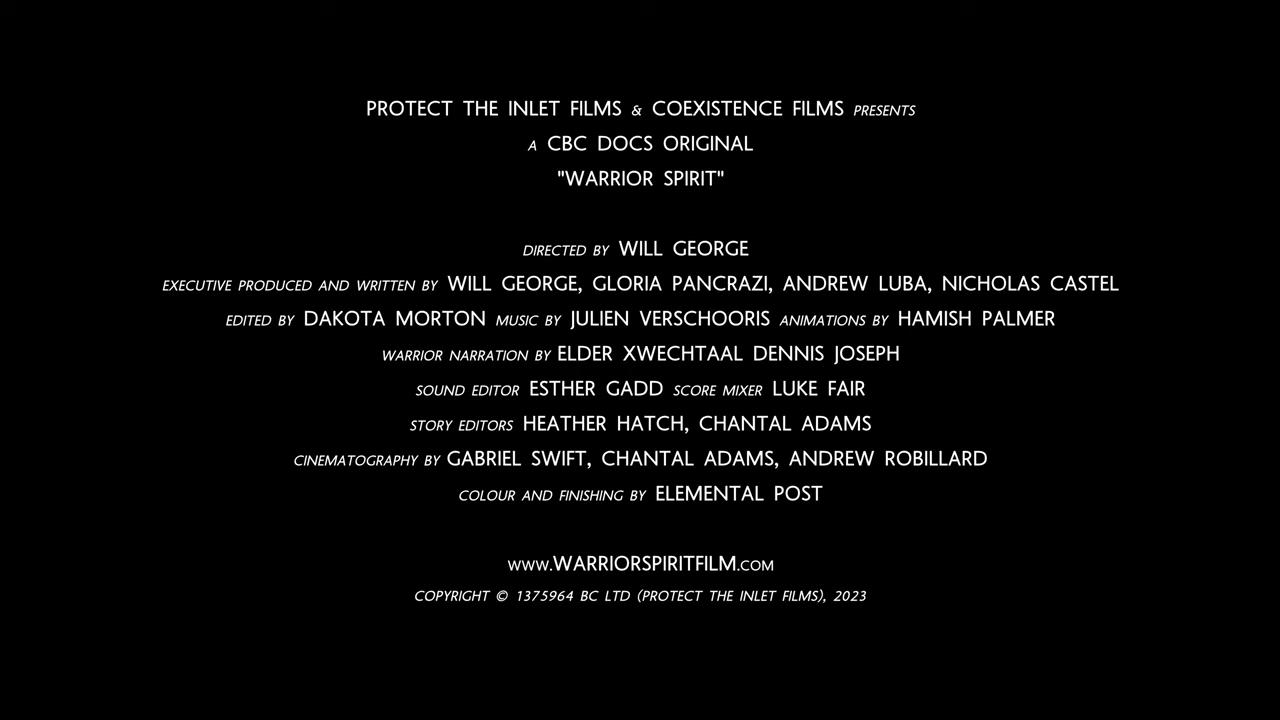 PROTECT THE INLET FILMS & COEXISTENCE FILMS PRESENTS
A CBC DOCS ORIGINAL
"WARRIOR SPIRIT"
DIRECTED BY WILL GEORGE
EXECUTIVE PRODUCED AND WRITTEN BY WILL GEORGE, GLORIA PANCRAZI, ANDREW LUBA, NICHOLAS CASTEL
EDITED BY DAKOTA MORTON MUSIC BY JULIEN VERSCHOORIS ANIMATIONS BY HAMISH PALMER
WARRIOR NARRATION BY ELDER XWECHTAAL DENNIS JOSEPH
SOUND EDITOR ESTHER GADD SCORE MIXER LUKE FAIR
STORY EDITORS HEATHER HATCH, CHANTAL ADAMS
CINEMATOGRAPHY BY GABRIEL SWIFT, CHANTAL ADAMS, ANDREW ROBILLARD
COLOUR AND FINISHING BY ELEMENTAL POST
WWW.WARRIORSPIRITFILM.COM
COPYRIGHT © 1375964 BC LTD (PROTECT THE INLET FILMS), 2023